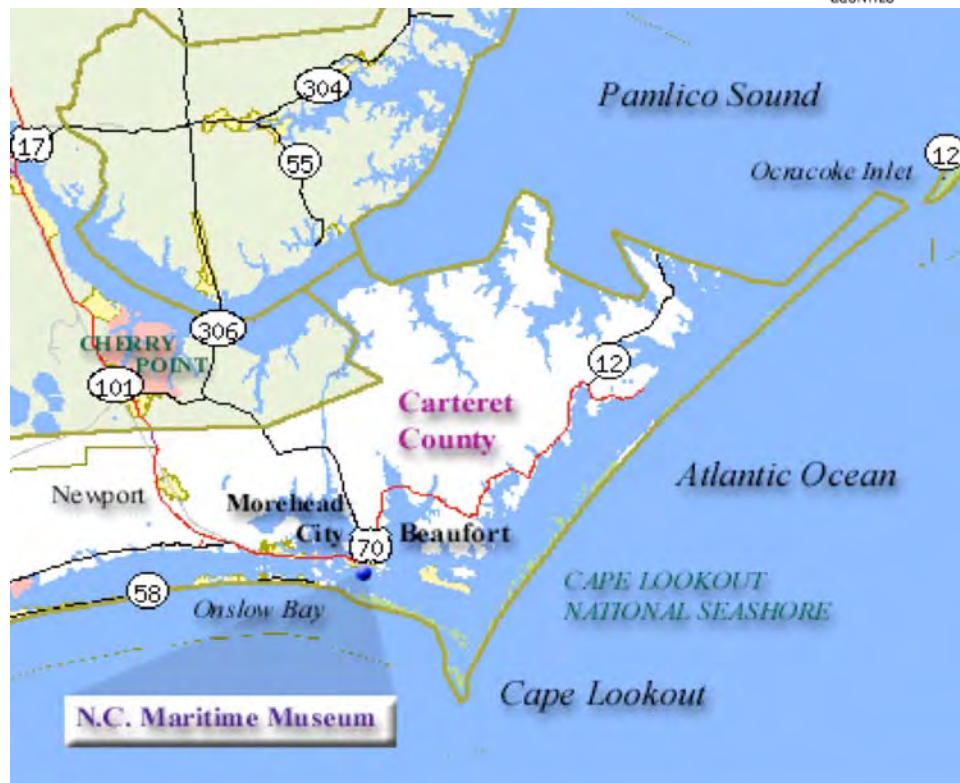 COUNTIES
304
Pamlico Sound
17
55
12
Ocracoke Inlet
306
CHERRY
POINT
101
12
Carteret
County
Newport
Morehead
City
Beaufort
70
Atlantic Ocean
58
Onslow Bay
CAPE LOOKOUT
NATIONAL SEASHORE
Cape Lookout
N.C. Maritime Museum